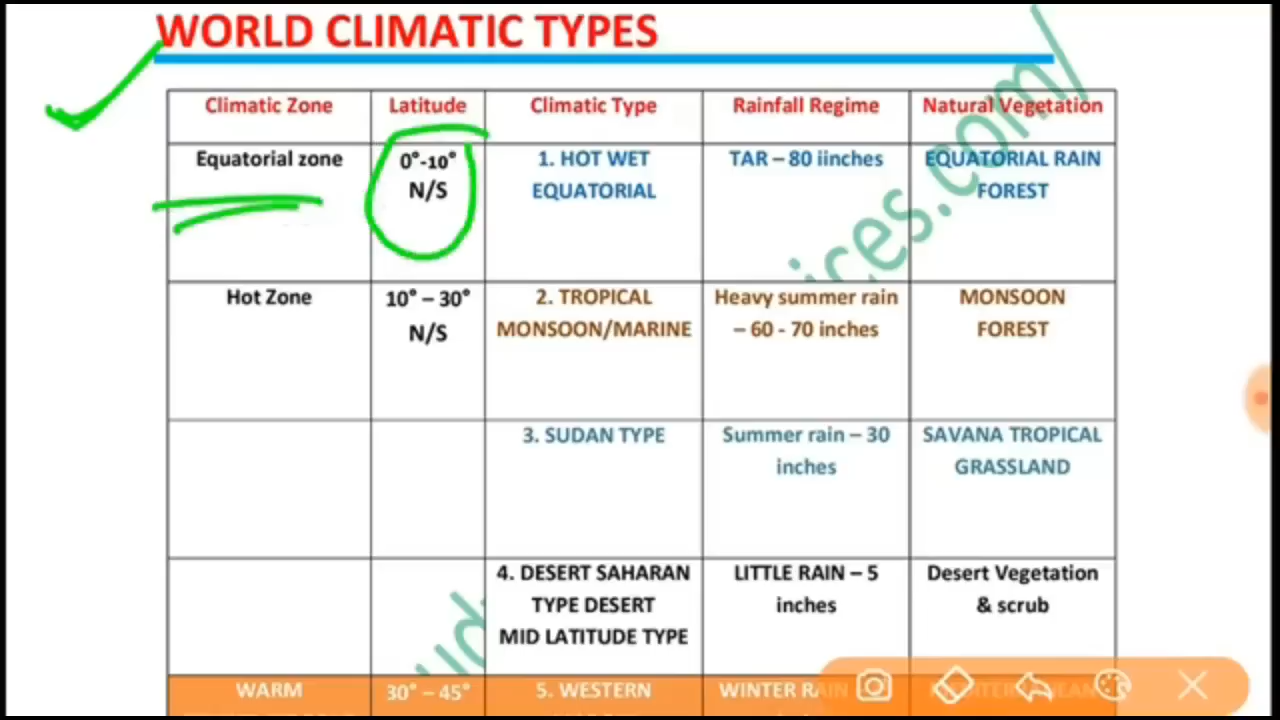 WORLD CLIMATIC TYPES
Climatic Zone Latitude Climatic Type Rainfall Regime Natural Vegetation
Equatorial zone 0°-10° 1. HOT WET TAR – 80 iinches EQUATORIAL RAIN
N/S EQUATORIAL FOREST
Hot Zone 10° – 30° 2. TROPICAL Heavy summer rain MONSOON
N/S MONSOON/MARINE – 60 - 70 inches FOREST
3. SUDAN TYPE Summer rain – 30 SAVANA TROPICAL
inches GRASSLAND
4. DESERT SAHARAN LITTLE RAIN – 5 Desert Vegetation
TYPE DESERT inches & scrub
MID LATITUDE TYPE
WARM 30° – 45° 5. WESTERN WINTER
ices.com/